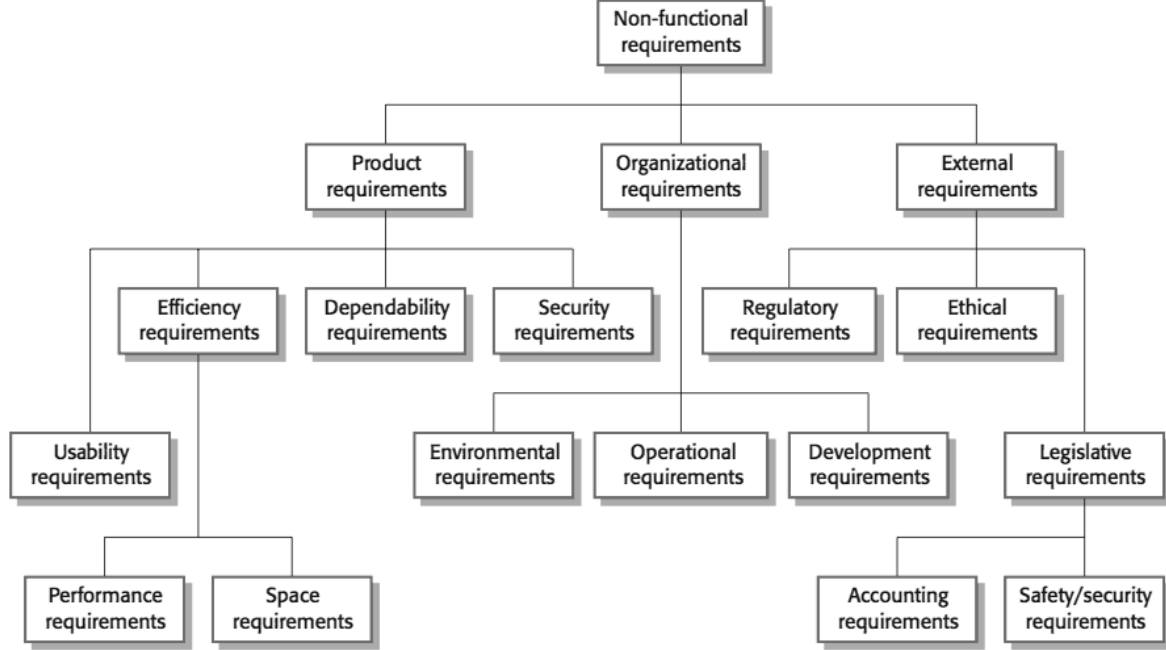 Non-functional
requirements
Product
requirements
Organizational
requirements
External
requirements
Efficiency
requirements
Dependability
requirements
Security
requirements
Regulatory
requirements
Ethical
requirements
Usability
requirements
Environmental
requirements
Operational
requirements
Development
requirements
Legislative
requirements
Performance
requirements
Space
requirements
Accounting
requirements
Safety/security
requirements